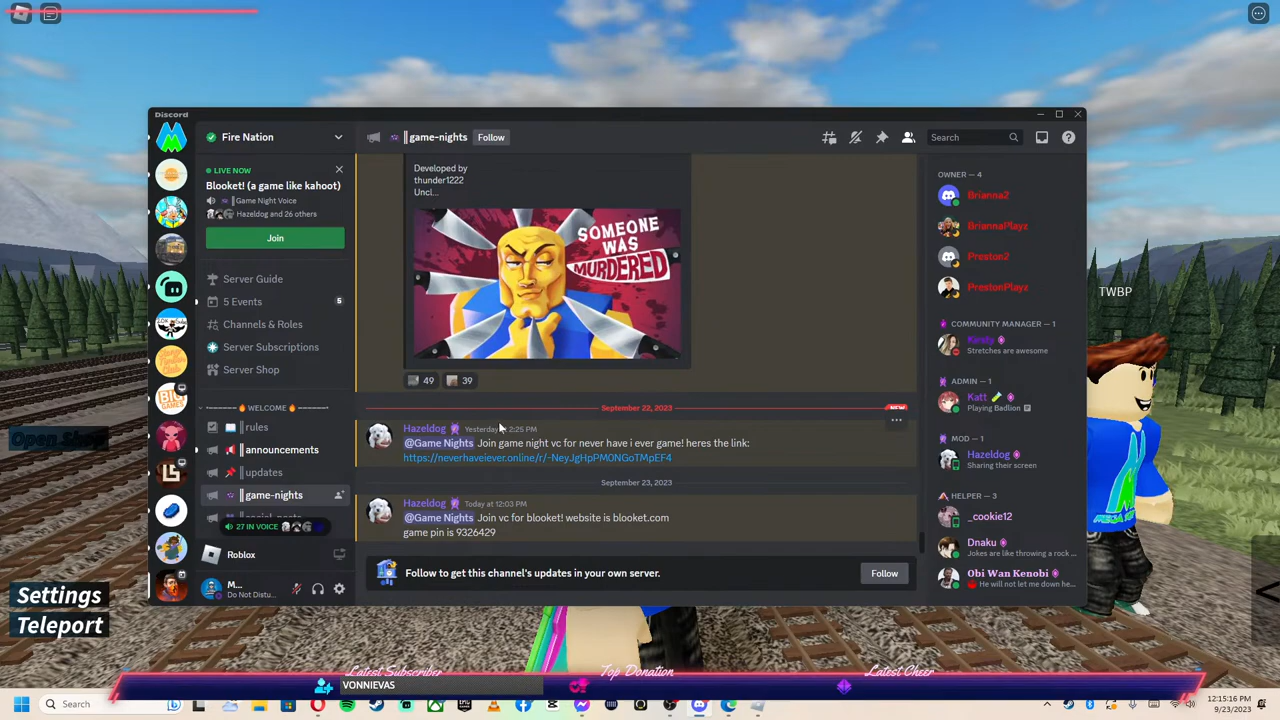 Discord
Fire Nation
game-nights
Follow
Search
LIVE NOW
Blooket! (a game like kahoot)
Game Night Voice
Hazeldog and 26 others
Join
Server Guide
5 Events
5
Channels & Roles
Server Subscriptions
Server Shop
WELCOME
rules
announcements
updates
game-nights
27 IN VOICE
Roblox
M...
Do Not Distu...
Developed by
thunder1222
Uncl...
SOMEONE
WAS
MURDERED
49
39
September 22, 2023
NEW
Hazeldog
@Game Nights Join game night vc for never have i ever game! heres the link:
https://neverhaveiever.online/r/-NeyJgHpPM0NGoTMpEF4
September 23, 2023
Hazeldog Today at 12:03 PM
@Game Nights Join vc for blooket! website is blooket.com
game pin is 9326429
Follow to get this channel's updates in your own server.
Follow
OWNER — 4
Brianna2
BriannaPlayz
Preston2
PrestonPlayz
COMMUNITY MANAGER — 1
Kirsty
Stretches are awesome
ADMIN — 1
Katt
Playing Badlion
MOD — 1
Hazeldog
Sharing their screen
HELPER — 3
_cookie12
Dnaku
Jokes are like throwing a rock ...
Obi Wan Kenobi
He will not let me down he...
TWBP
Open Shop
Settings
Teleport
Latest Subscriber
VONNIEVAS
Top Donation
Latest Cheer
Search
12:15:16 PM
9/23/2023